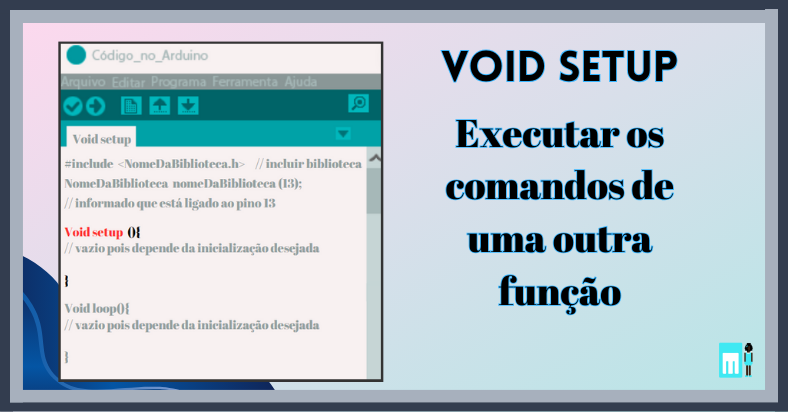 Código_no_Arduino
Arquivo Editar Programa Ferramenta Ajuda
Void setup
#include <NomeDaBiblioteca.h> // incluir biblioteca
NomeDaBiblioteca nomeDaBiblioteca (13);
// informado que está ligado ao pino 13
Void setup (){
// vazio pois depende da inicialização desejada
}
Void loop(){
// vazio pois depende da inicialização desejada
}
VOID SETUP
Executar os
comandos de
uma outra
função
m